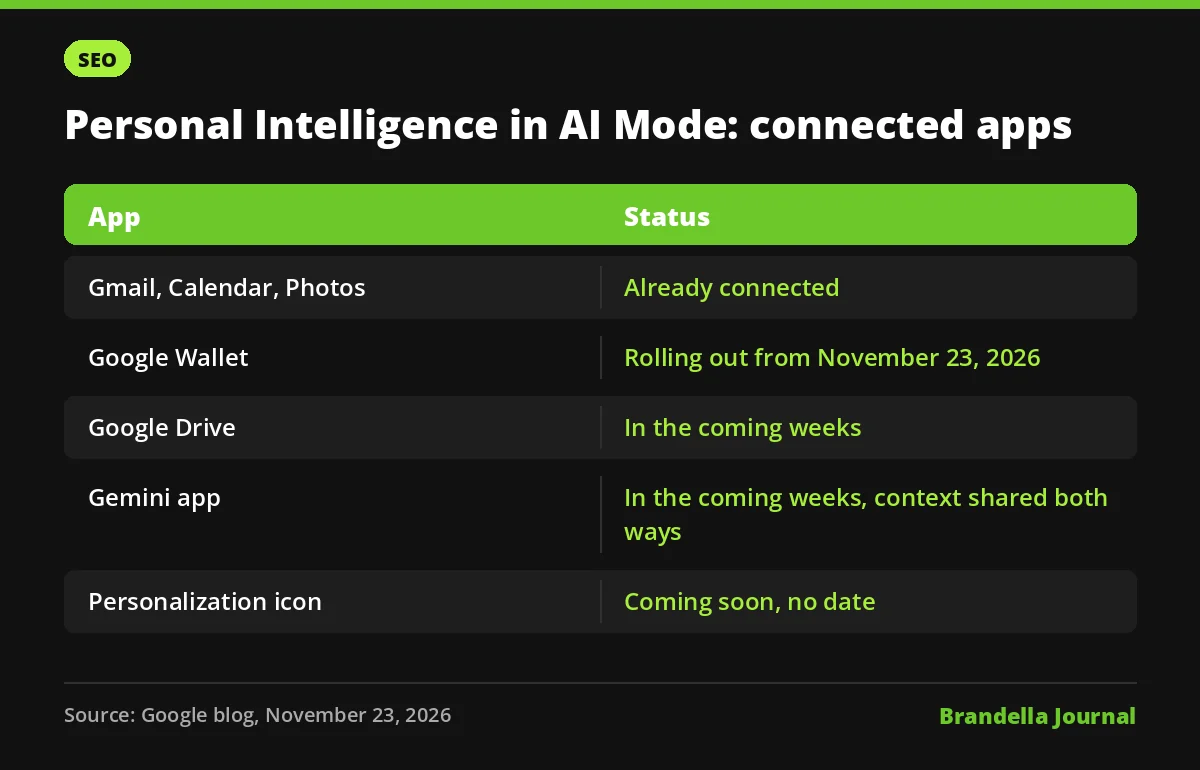 SEO
Personal Intelligence in AI Mode: connected apps
App Status
Gmail, Calendar, Photos Already connected
Google Wallet Rolling out from November 23, 2026
Google Drive In the coming weeks
Gemini app In the coming weeks, context shared both
ways
Personalization icon Coming soon, no date
Source: Google blog, November 23, 2026 Brandella Journal